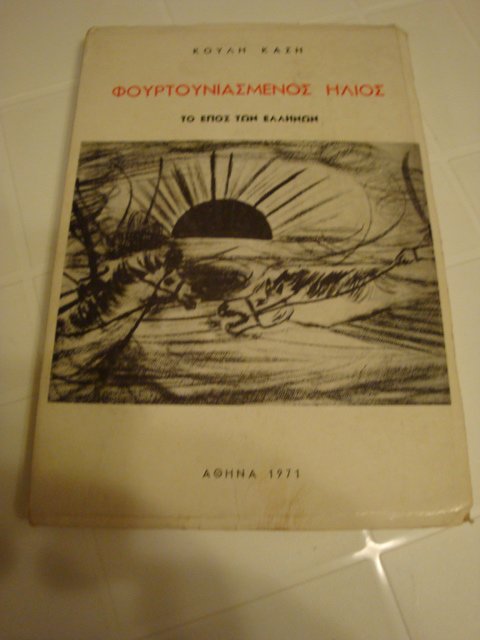 ΚΟΥΛΗ ΚΑΣΗ
ΦΟΥΡΤΟΥΝΙΑΣΜΕΝΟΣ ΗΛΙΟΣ
ΤΟ ΕΠΟΣ ΤΩΝ ΕΛΛΗΝΩΝ
ΑΘΗΝΑ 1971